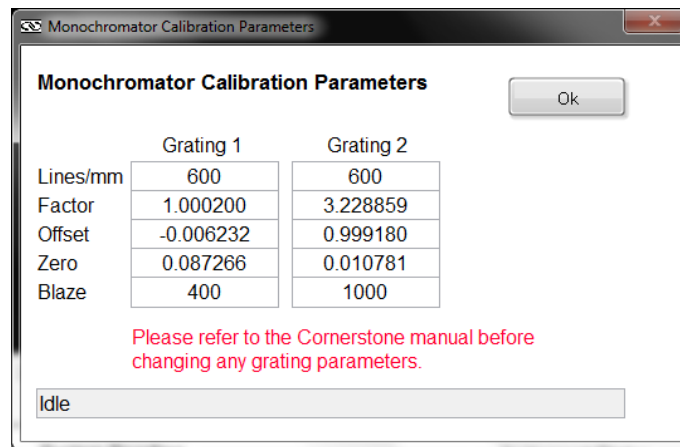 Monochromator Calibration Parameters
Monochromator Calibration Parameters
Ok
Grating 1 Grating 2
Lines/mm 600 600
Factor 1.000200 3.228859
Offset -0.006232 0.999180
Zero 0.087266 0.010781
Blaze 400 1000
Please refer to the Cornerstone manual before
changing any grating parameters.
Idle